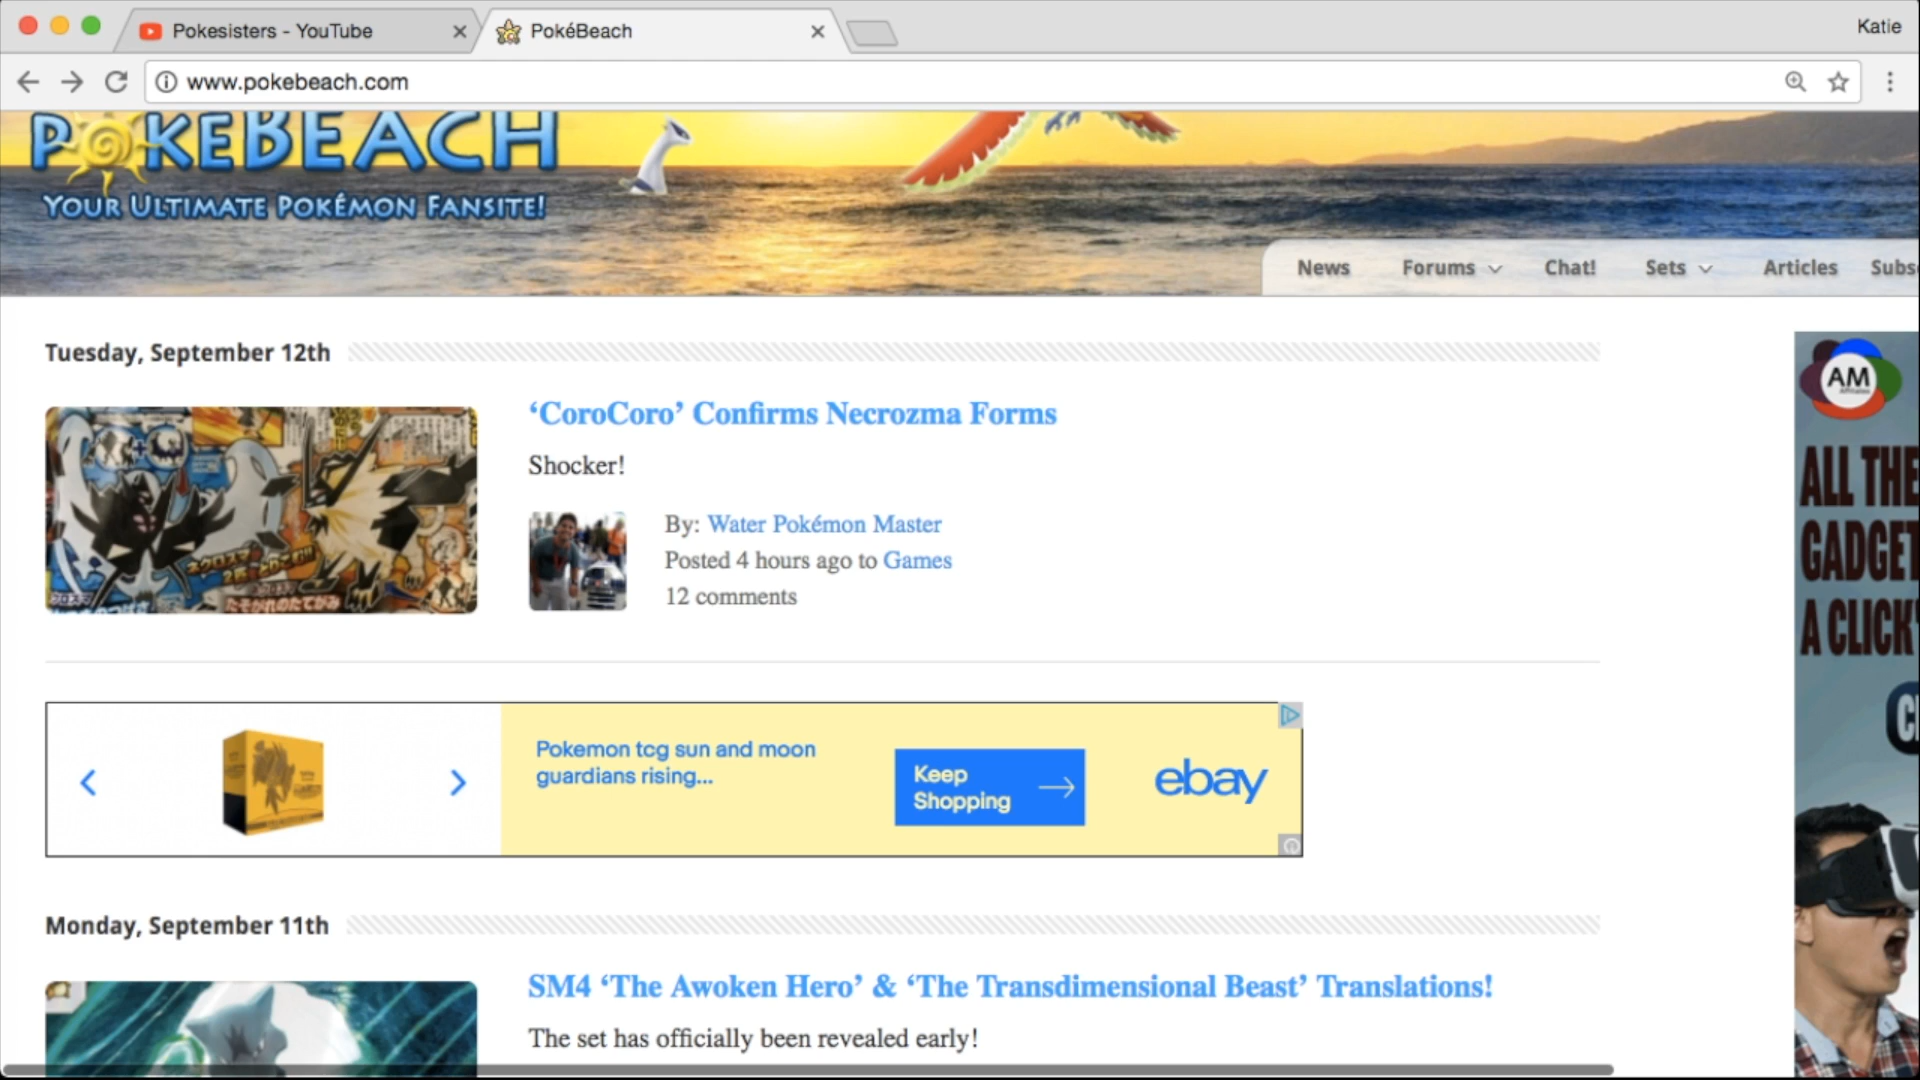 Pokesisters - YouTube
PokéBeach
Katie
www.pokebeach.com
POKEBEACH
YOUR ULTIMATE POKÉMON FANSITE!
News
Forums
Chat!
Sets
Articles
Subs
Tuesday, September 12th
‘CoroCoro’ Confirms Necrozma Forms
Shocker!
By: Water Pokémon Master
Posted 4 hours ago to Games
12 comments
AM
ALL THE
GADGET
A CLICK
Pokemon tcg sun and moon
guardians rising...
Keep
Shopping
ebay
Monday, September 11th
SM4 ‘The Awoken Hero’ & ‘The Transdimensional Beast’ Translations!
The set has officially been revealed early!